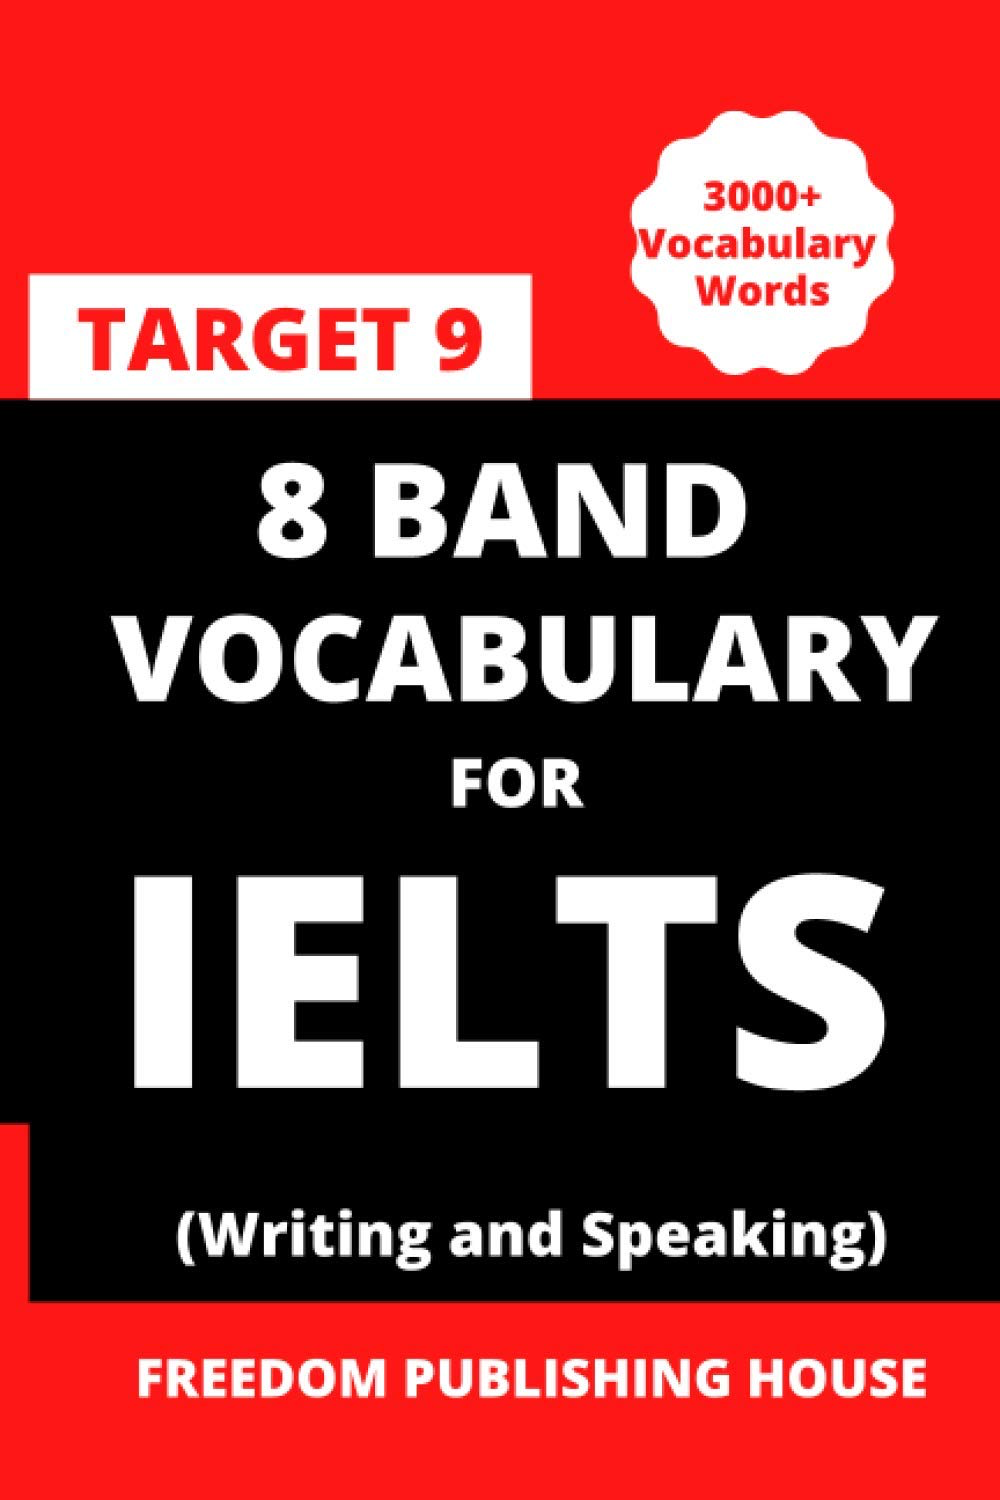 3000+
Vocabulary
Words
TARGET 9
8 BAND
VOCABULARY
FOR
IELTS
(Writing and Speaking)
FREEDOM PUBLISHING HOUSE